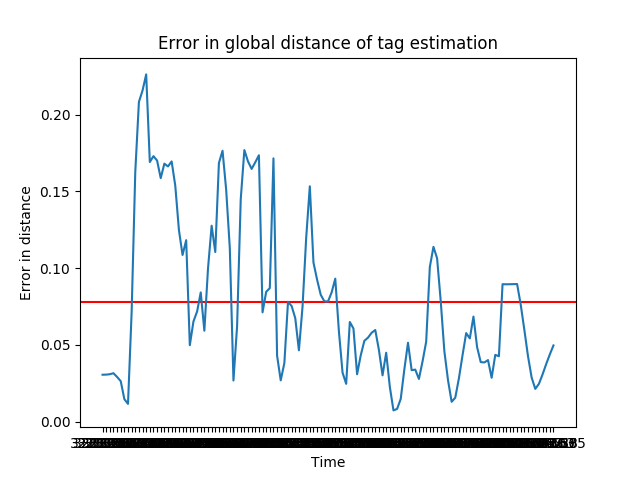 Error in global distance of tag estimation
0.20
0.15
Error in distance
0.10
0.05
0.00
Time